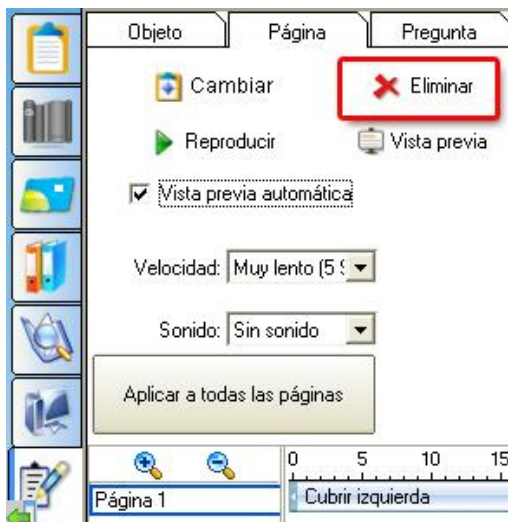 Objeto Página Pregunta
Cambiar Eliminar
Reproducir Vista previa
Vista previa automática
Velocidad: Muy lento (5
Sonido: Sin sonido
Aplicar a todas las páginas
0 5 10 15
Página 1 Cubrir izquierda